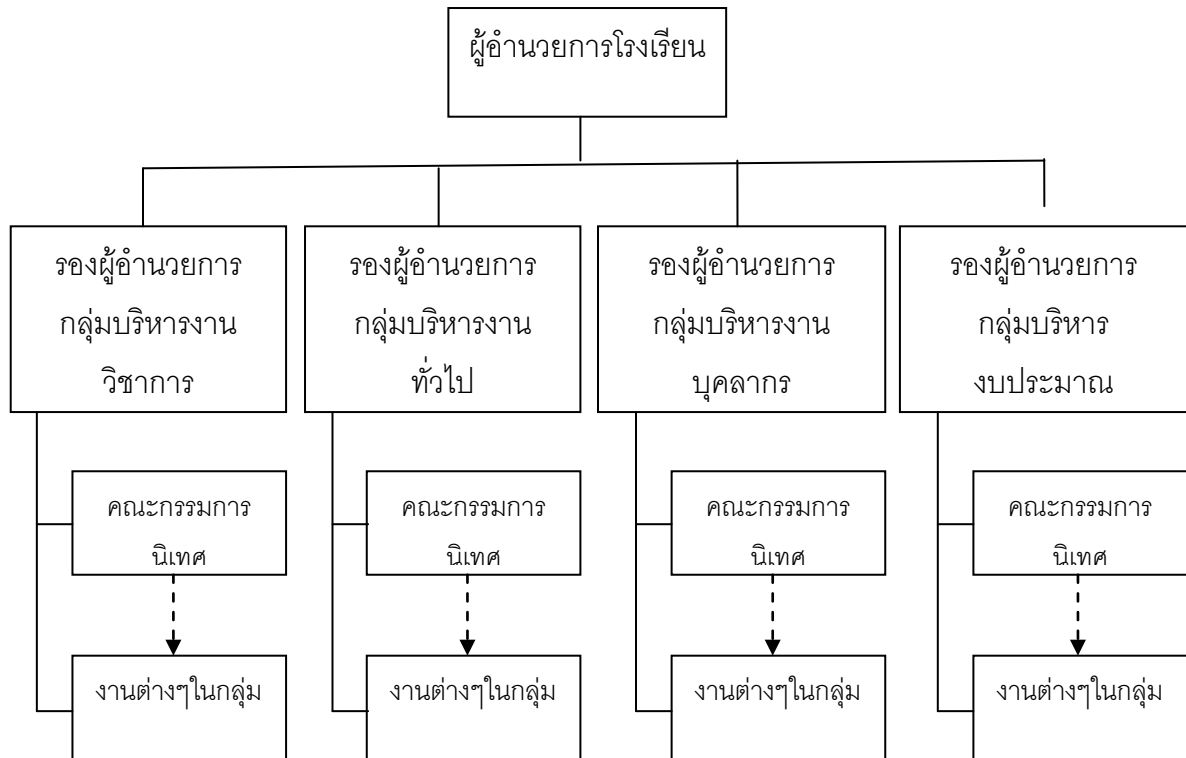 ผู้อำนวยการโรงเรียน
รองผู้อำนวยการ
กลุ่มบริหารงาน
วิชาการ
รองผู้อำนวยการ
กลุ่มบริหารงาน
ทั่วไป
รองผู้อำนวยการ
กลุ่มบริหารงาน
บุคลากร
รองผู้อำนวยการ
กลุ่มบริหาร
งบประมาณ
คณะกรรมการ
นิเทศ
คณะกรรมการ
นิเทศ
คณะกรรมการ
นิเทศ
คณะกรรมการ
นิเทศ
งานต่างๆในกลุ่ม
งานต่างๆในกลุ่ม
งานต่างๆในกลุ่ม
งานต่างๆในกลุ่ม